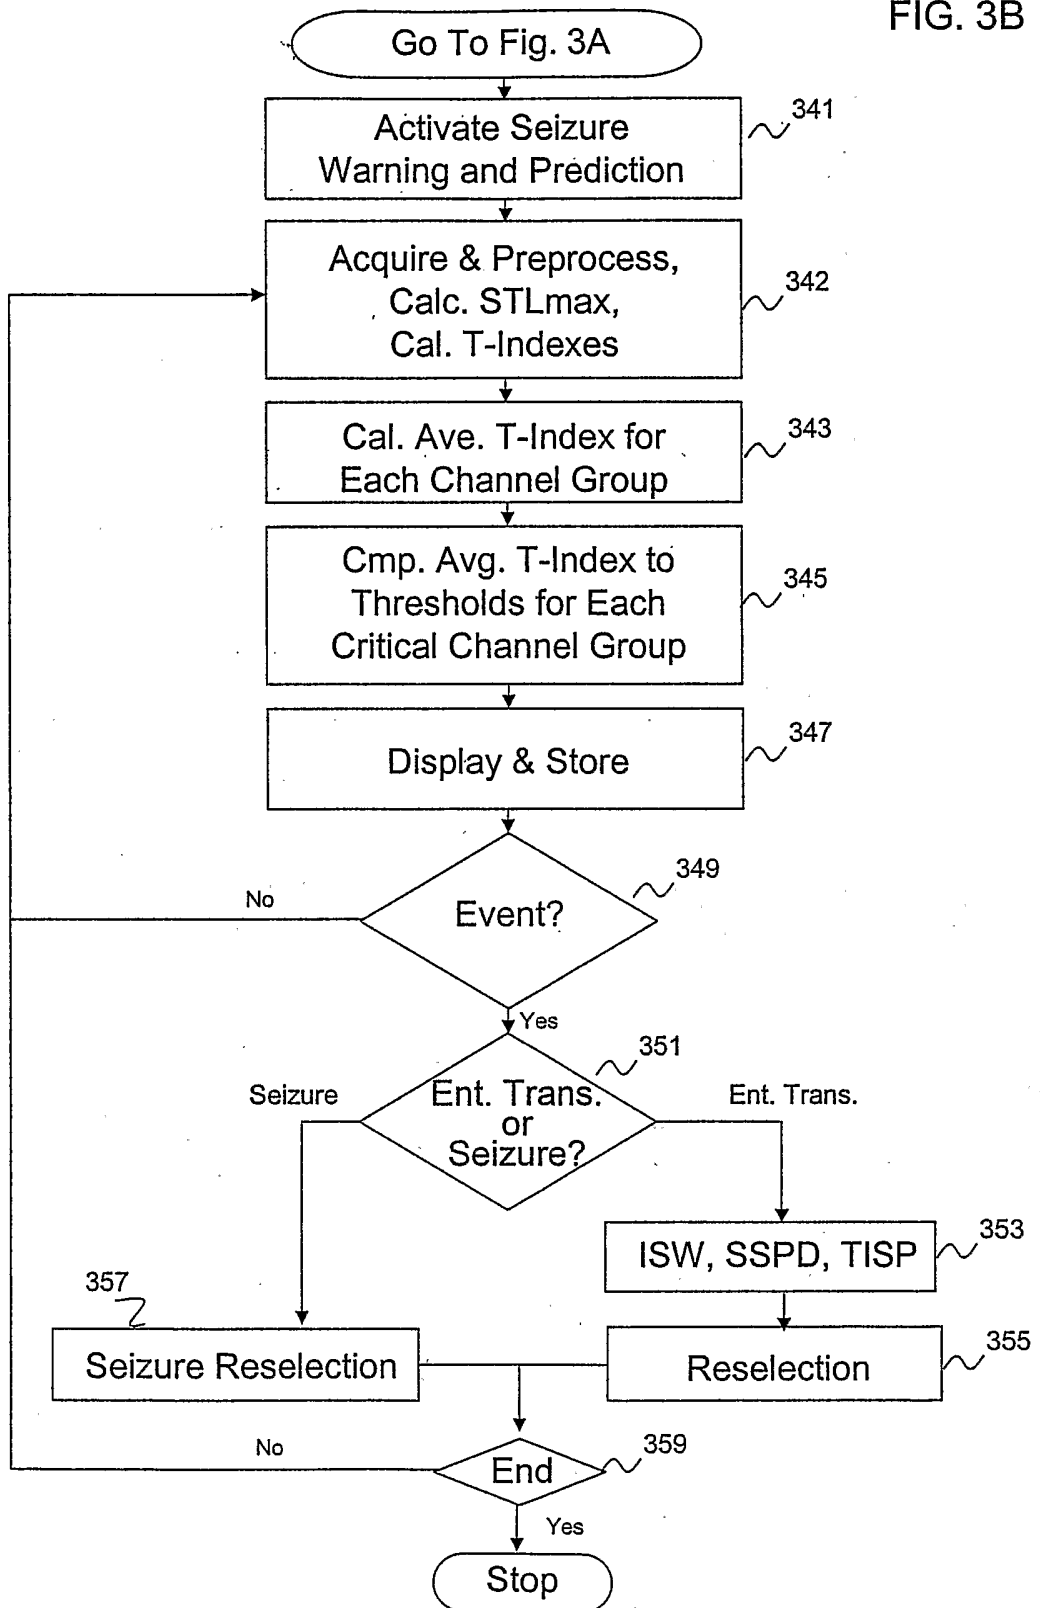 FIG. 3B
Go To Fig. 3A
Activate Seizure
Warning and Prediction
341
Acquire & Preprocess,
Calc. STLmax,
Cal. T-Indexes
342
Cal. Ave. T-Index for
Each Channel Group
343
Cmp. Avg. T-Index to
Thresholds for Each
Critical Channel Group
345
Display & Store
347
Event?
349
No
Yes
351
Seizure
Ent. Trans.
or
Seizure?
Ent. Trans.
ISW, SSPD, TISP
353
357
Seizure Reselection
Reselection
355
No
End
359
Yes
Stop